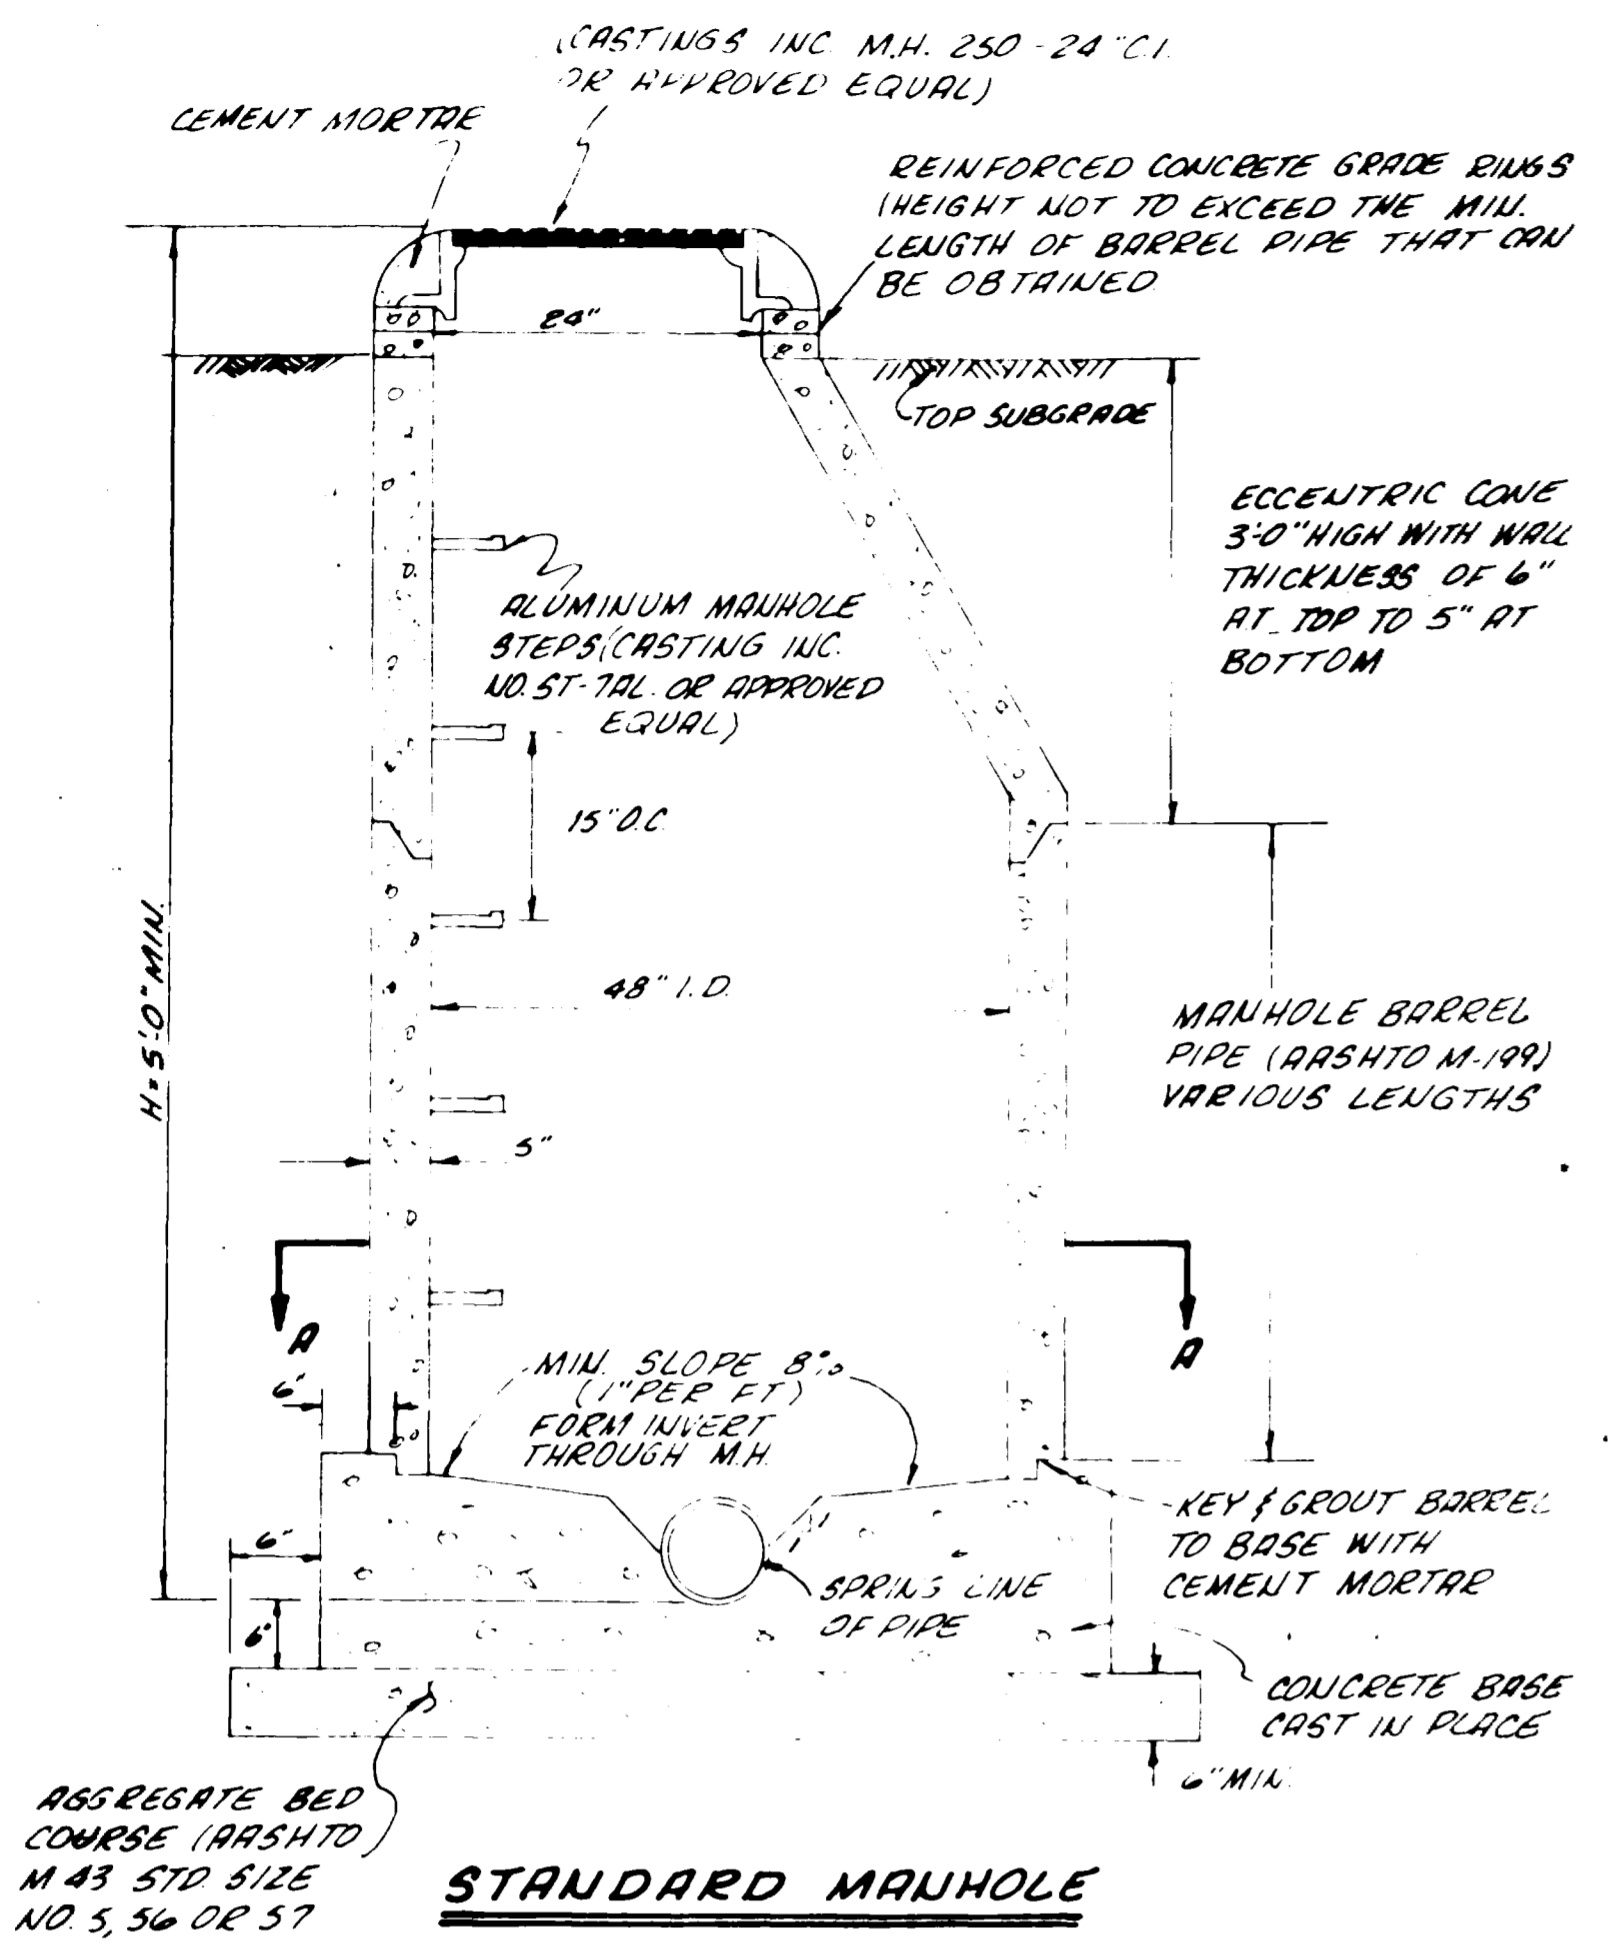 (CASTINGS INC. M.H. 250-24" C.I.
OR APPROVED EQUAL)
CEMENT MORTAR
REINFORCED CONCRETE GRADE RINGS
(HEIGHT NOT TO EXCEED THE MIN.
LENGTH OF BARREL PIPE THAT CAN
BE OBTAINED
24"
TOP SUBGRADE
ECCENTRIC CONE
3'-0" HIGH WITH WALL
THICKNESS OF 6"
AT TOP TO 5" AT
BOTTOM
ALUMINUM MANHOLE
STEPS (CASTING INC.
NO. ST-7AL. OR APPROVED
EQUAL)
15" O.C.
H=5'-0" MIN.
48" I.D.
MANHOLE BARREL
PIPE (AASHTO M-199)
VARIOUS LENGTHS
5"
A
A
MIN. SLOPE 8%
(1" PER FT)
FORM INVERT
THROUGH M.H.
6"
KEY & GROUT BARREL
TO BASE WITH
CEMENT MORTAR
6"
SPRING LINE
OF PIPE
6"
CONCRETE BASE
CAST IN PLACE
6" MIN.
AGGREGATE BED
COURSE (AASHTO
M 43 STD. SIZE
NO. 5, 56 OR 57
STANDARD MANHOLE